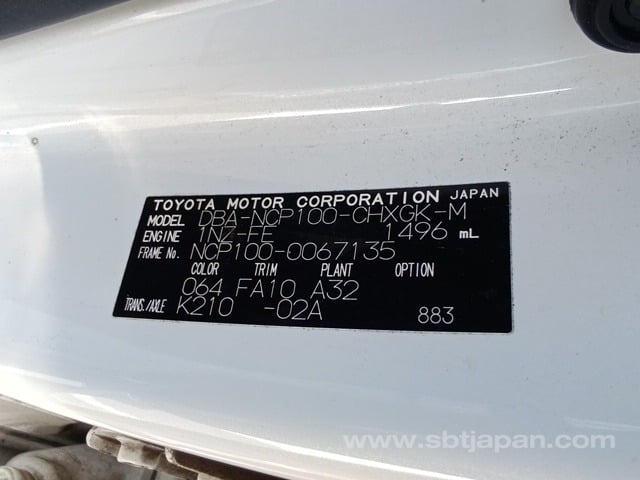 TOYOTA MOTOR CORPORATION JAPAN
MODEL DBA-NCP100-CHXGK-M
ENGINE 1NZ-FE 1496 mL
FRAME No. NCP100-0067135
COLOR TRIM PLANT OPTION
064 FA10 A32
TRANS./AXLE K210 -02A 883
www.sbtjapan.com